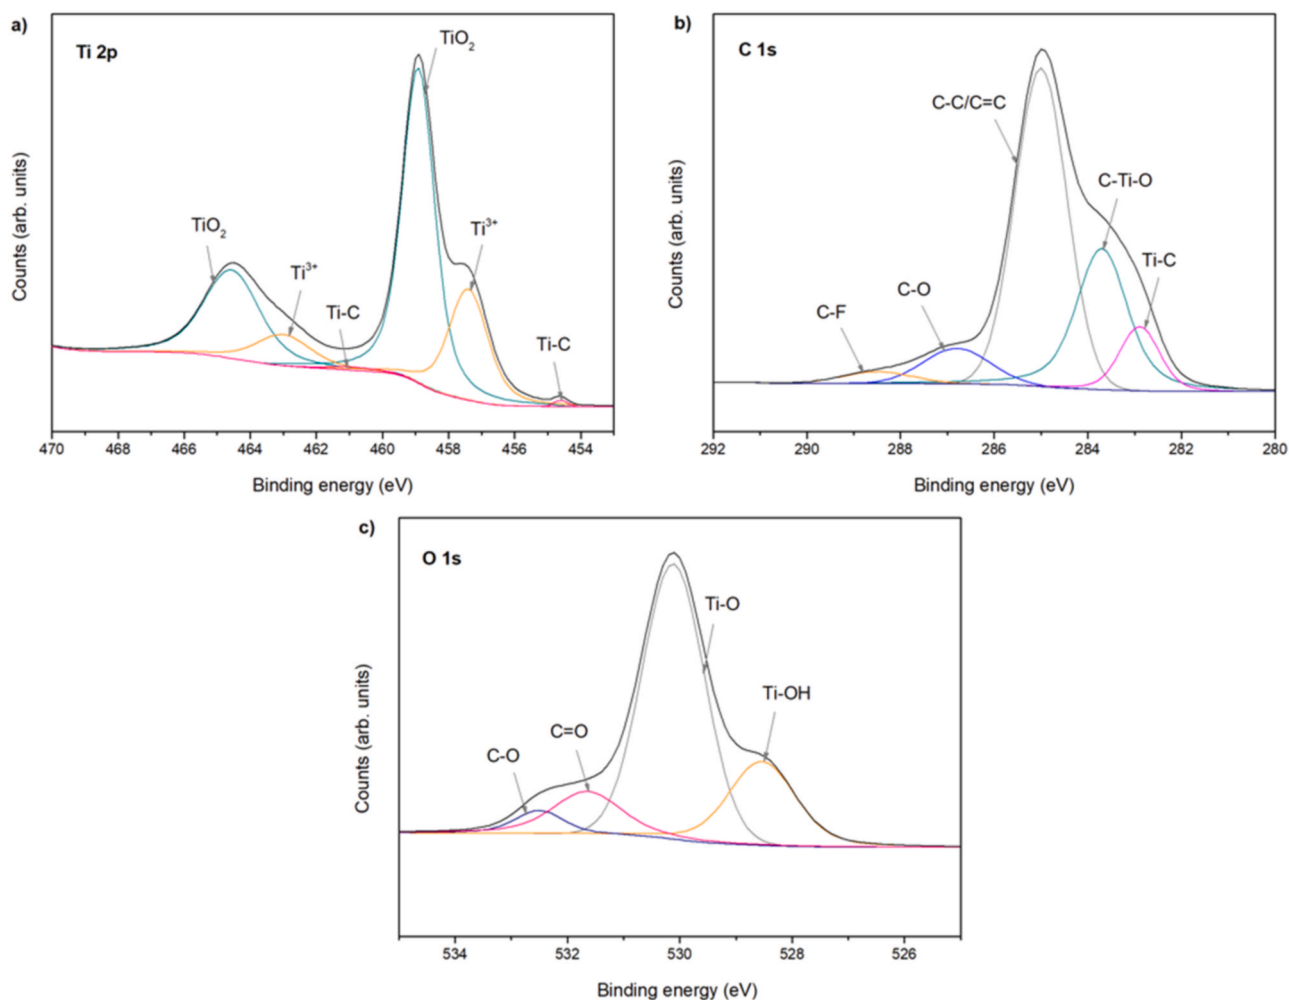 a)
Ti 2p
TiO2
TiO2
Ti3+
Ti3+
Ti-C
Ti-C
Counts (arb. units)
470 468 466 464 462 460 458 456 454
Binding energy (eV)
b)
C 1s
C-C/C=C
C-Ti-O
Ti-C
C-O
C-F
Counts (arb. units)
292 290 288 286 284 282 280
Binding energy (eV)
c)
O 1s
Ti-O
Ti-OH
C=O
C-O
Counts (arb. units)
534 532 530 528 526
Binding energy (eV)